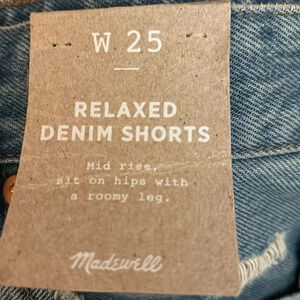 W 25
RELAXED
DENIM SHORTS
Mid rise,
sit on hips with
a roomy leg.
Madewell